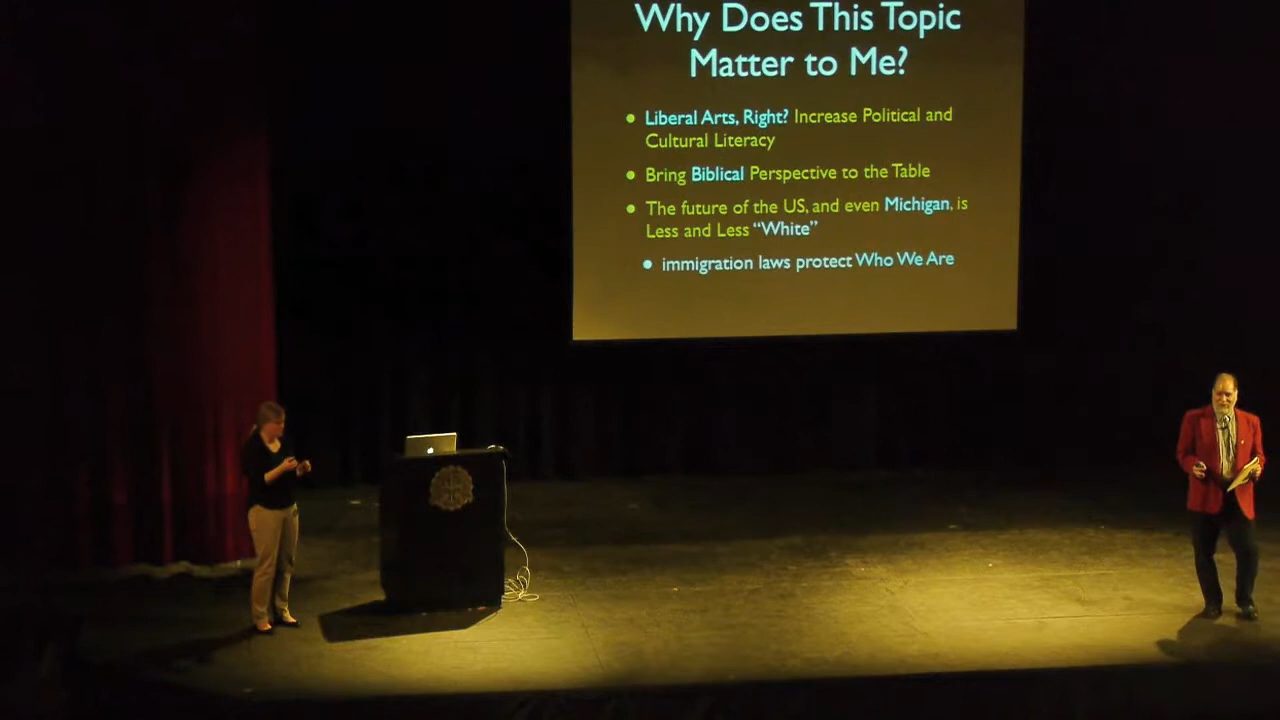 Why Does This Topic
Matter to Me?
• Liberal Arts, Right? Increase Political and
Cultural Literacy
• Bring Biblical Perspective to the Table
• The future of the US, and even Michigan, is
Less and Less “White”
• immigration laws protect Who We Are